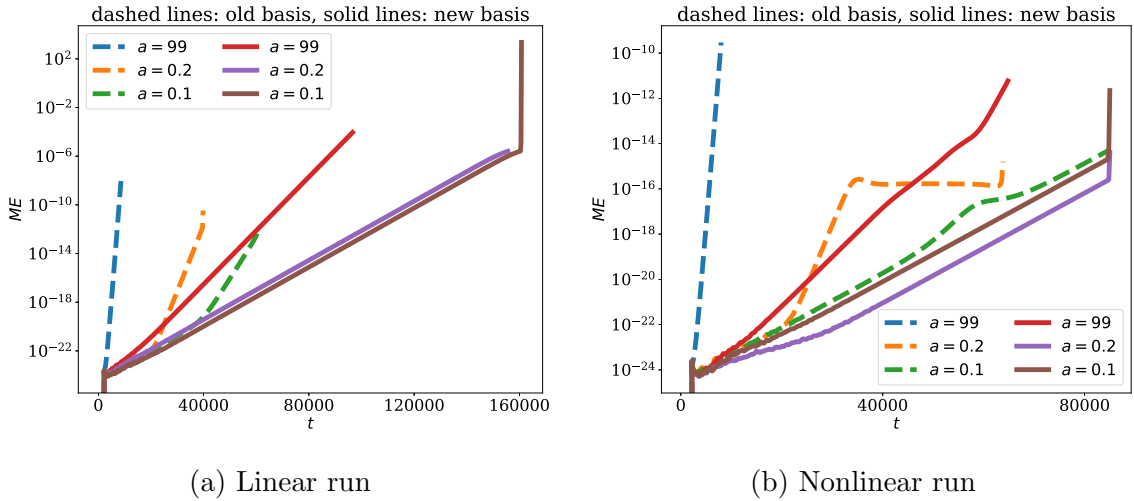 dashed lines: old basis, solid lines: new basis
10^2
10^−2
10^−6
10^−10
10^−14
10^−18
10^−22
ME
a = 99
a = 0.2
a = 0.1
a = 99
a = 0.2
a = 0.1
0 40000 80000 120000 160000
t
(a) Linear run
dashed lines: old basis, solid lines: new basis
10^−10
10^−12
10^−14
10^−16
10^−18
10^−20
10^−22
10^−24
ME
a = 99
a = 0.2
a = 0.1
a = 99
a = 0.2
a = 0.1
0 40000 80000
t
(b) Nonlinear run